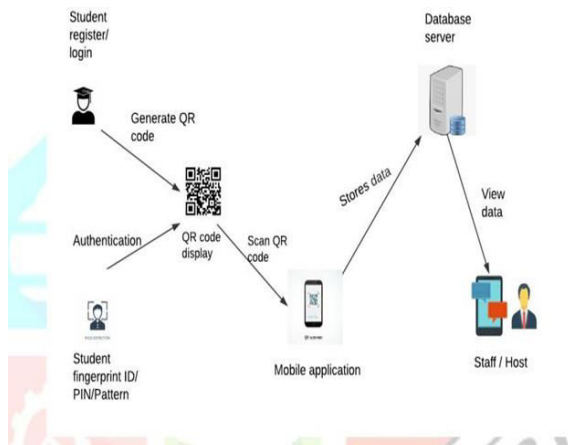 Student
register/
login
Database
server
Generate QR
code
Stores data
View
data
Authentication
QR code
display
Scan QR
code
Student
fingerprint ID/
PIN/Pattern
Mobile application
Staff / Host